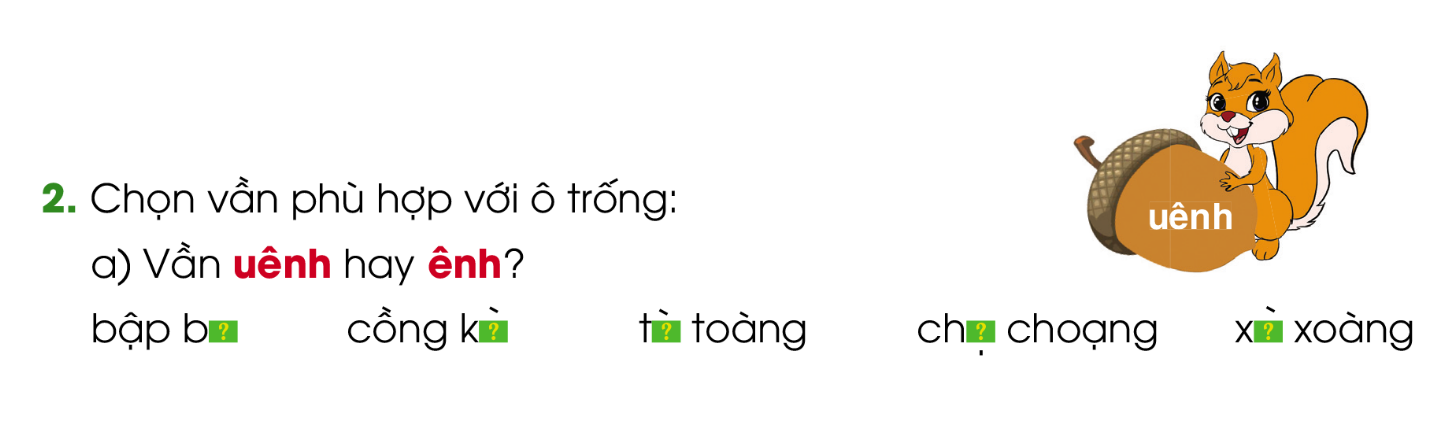 uênh
2. Chọn vần phù hợp với ô trống:
a) Vần uênh hay ênh?
bập b? cồng k?̀ t?̀ toàng ch?̣ choạng x?̀ xoàng